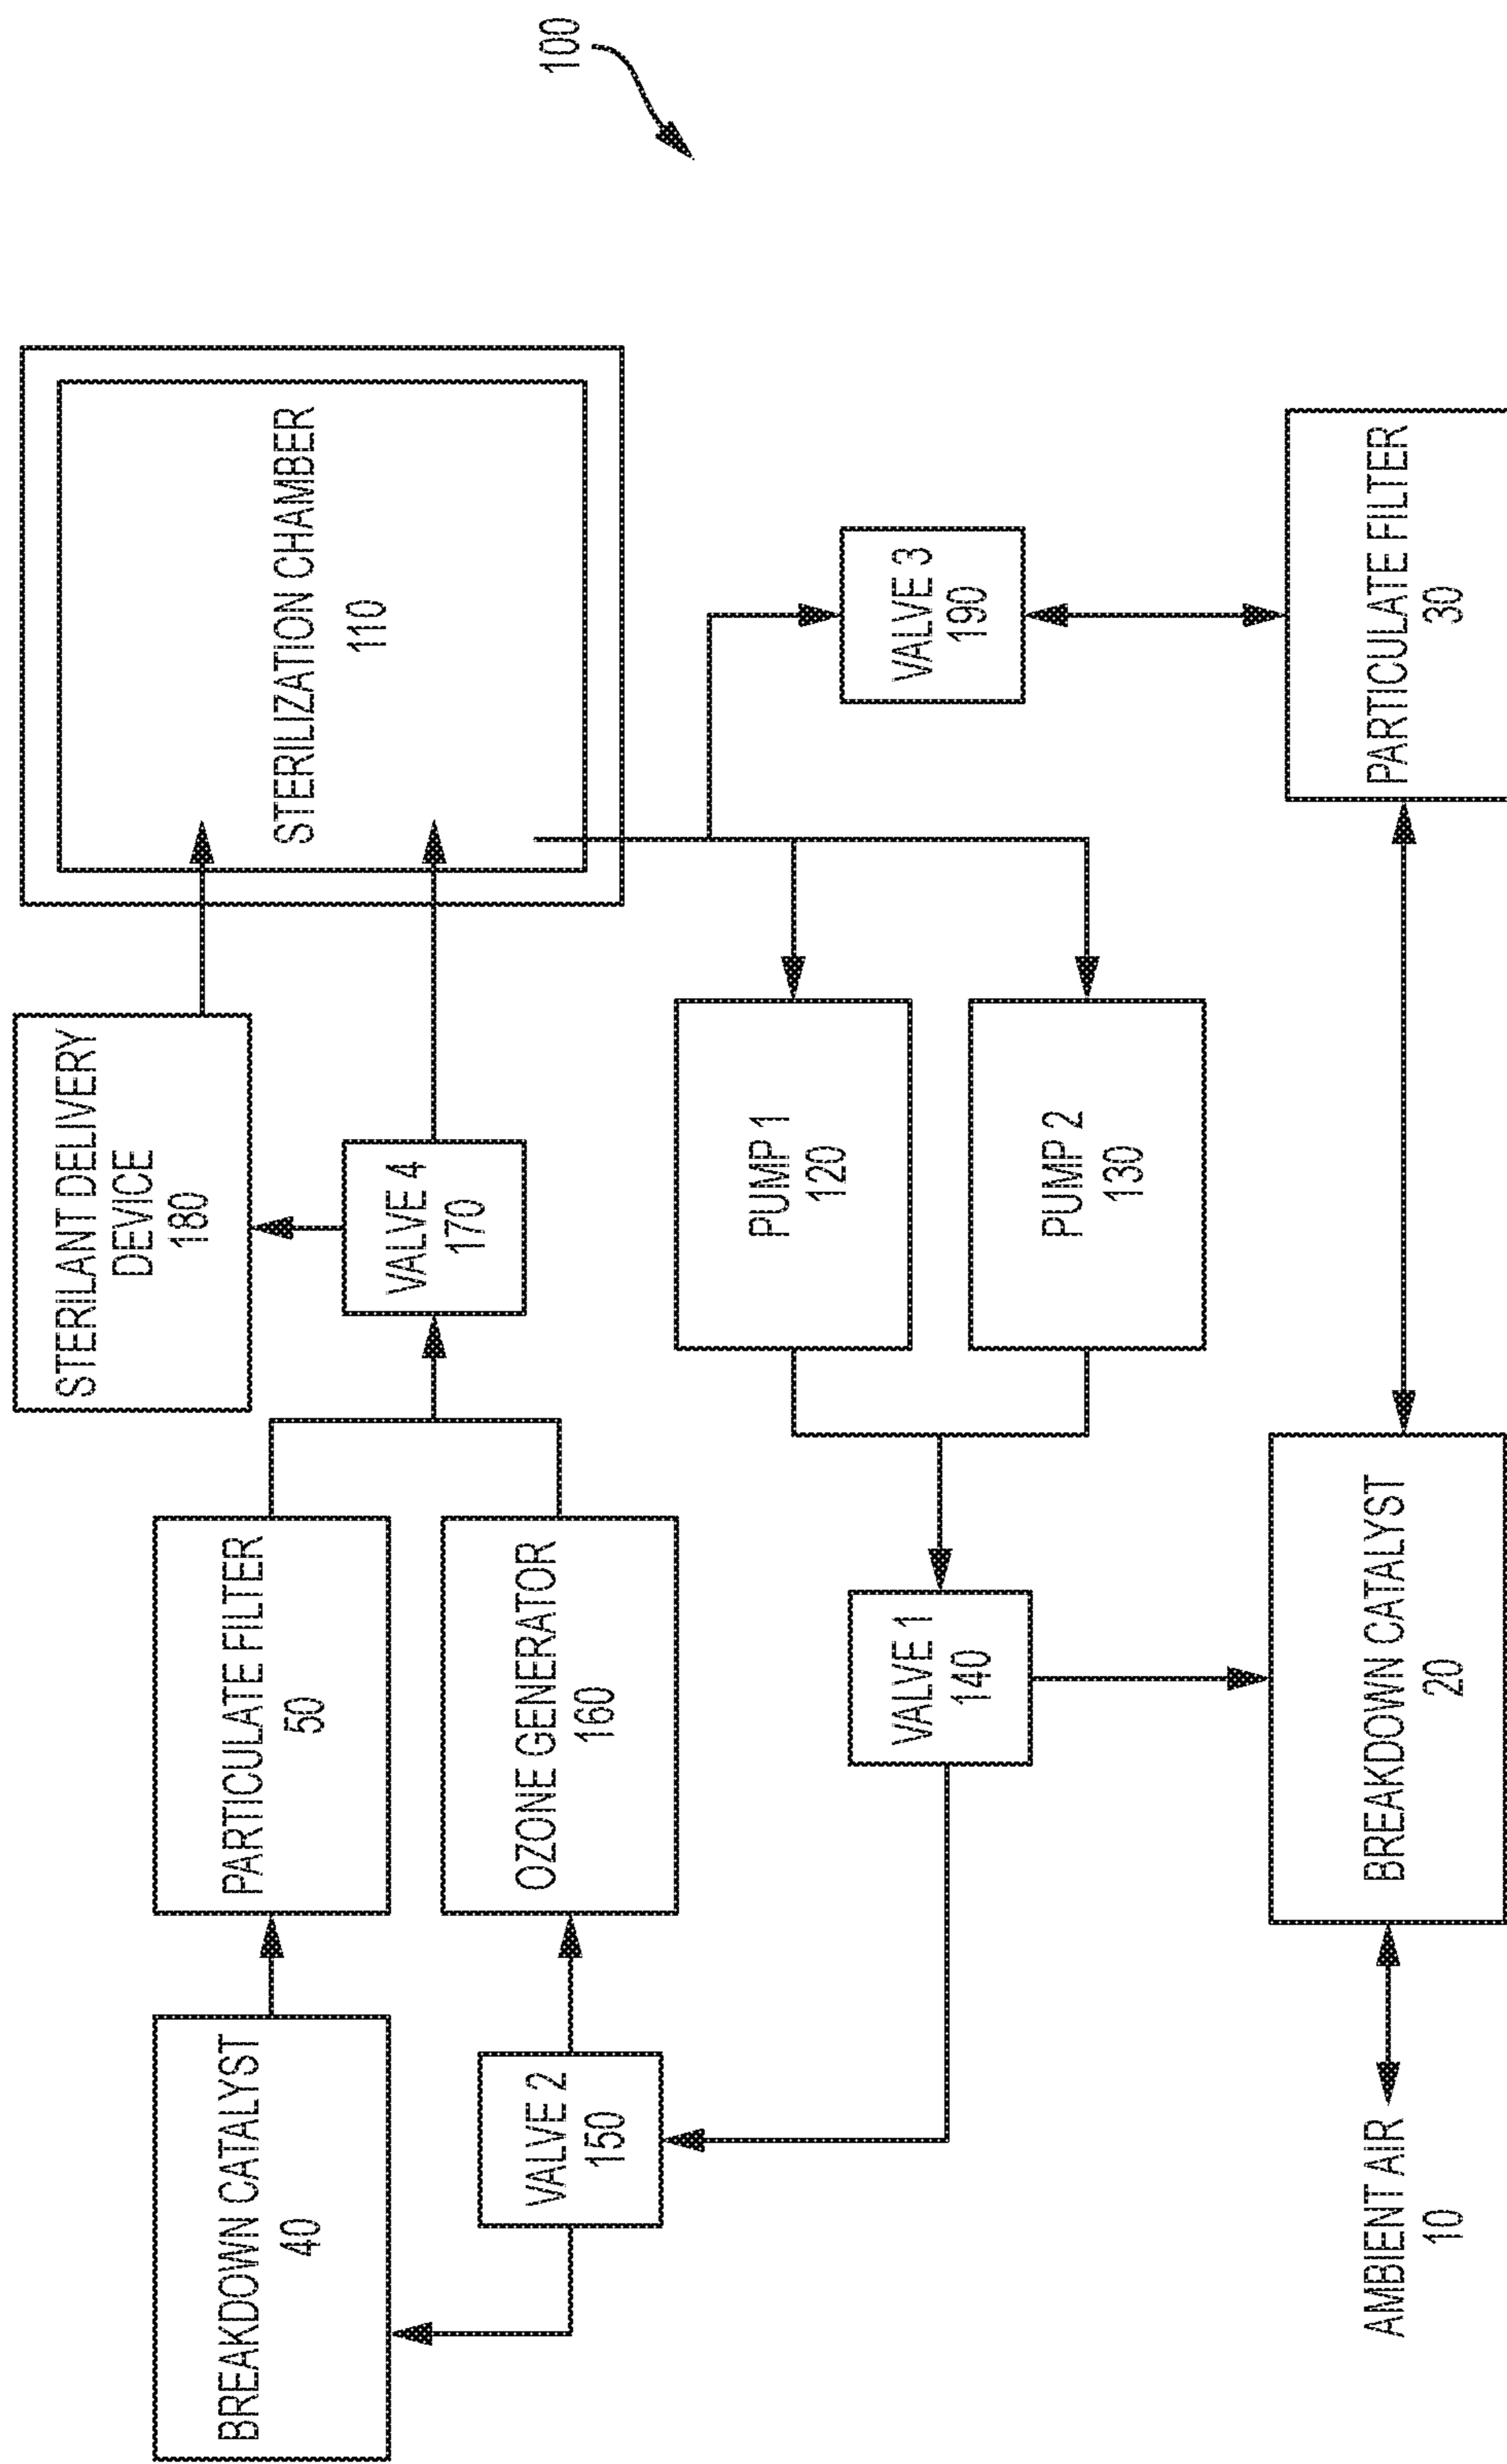 100
STERILANT DELIVERY
DEVICE
180
STERILIZATION CHAMBER
110
BREAKDOWN CATALYST
40
PARTICULATE FILTER
50
VALVE 4
170
VALVE 2
150
OZONE GENERATOR
160
PUMP 1
120
VALVE 3
190
VALVE 1
140
PUMP 2
130
AMBIENT AIR
10
BREAKDOWN CATALYST
20
PARTICULATE FILTER
30